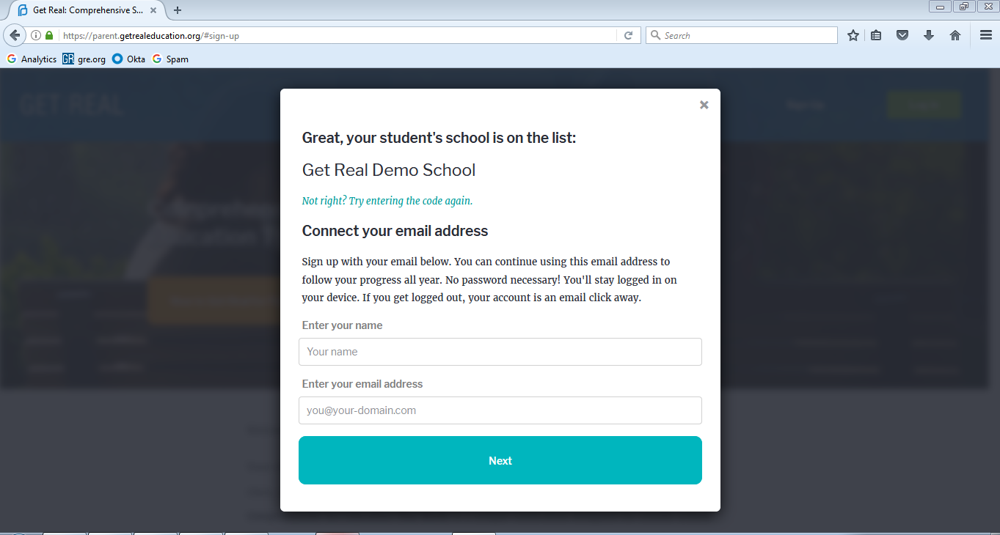 Get Real: Comprehensive S...
https://parent.getrealeducation.org/#sign-up
Search
Analytics
GR
gre.org
Okta
Spam
GET REAL
Great, your student's school is on the list:
Get Real Demo School
Not right? Try entering the code again.
Connect your email address
Sign up with your email below. You can continue using this email address to
follow your progress all year. No password necessary! You'll stay logged in on
your device. If you get logged out, your account is an email click away.
Enter your name
Your name
Enter your email address
you@your-domain.com
Next